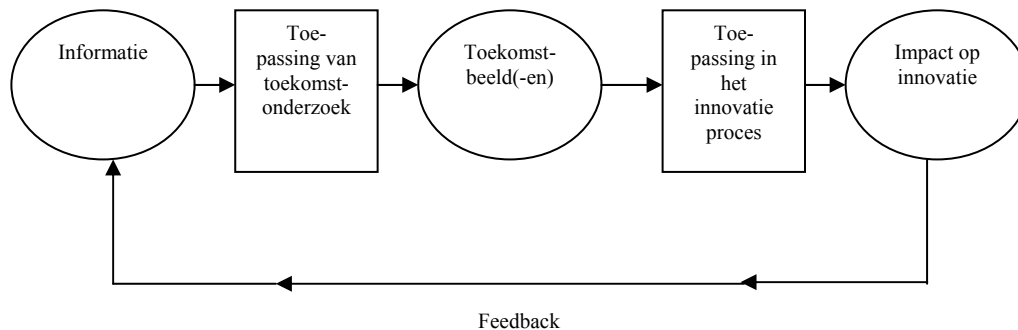 Informatie
Toe-
passing van
toekomst-
onderzoek
Toekomst-
beeld(-en)
Toe-
passing in
het
innovatie
proces
Impact op
innovatie
Feedback